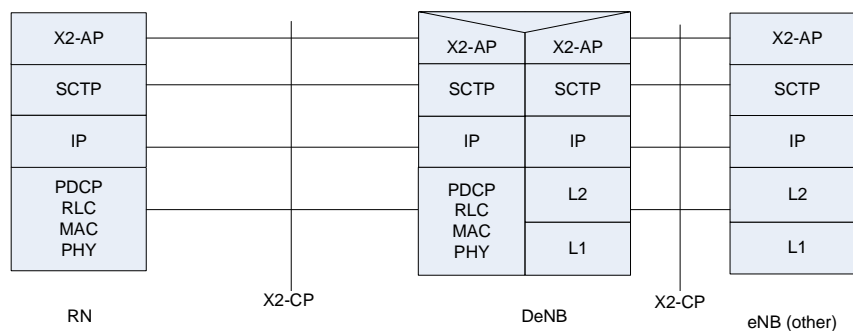 X2-AP
SCTP
IP
PDCP
RLC
MAC
PHY
RN
X2-CP
X2-AP X2-AP
SCTP SCTP
IP IP
PDCP
RLC
MAC
PHY
L2
L1
DeNB
X2-CP
X2-AP
SCTP
IP
L2
L1
eNB (other)